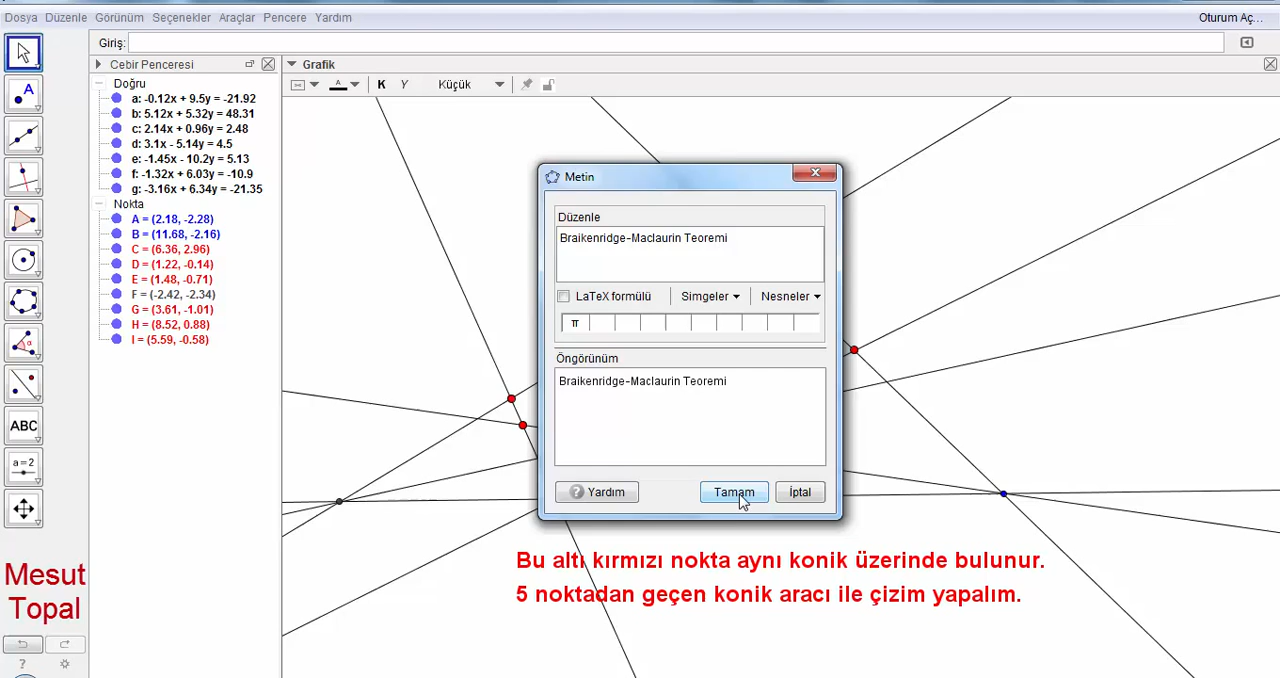 Dosya Düzenle Görünüm Seçenekler Araçlar Pencere Yardım Oturum Aç...
Giriş:
Cebir Penceresi
Grafik
K Y Küçük
Doğru
a: -0.12x + 9.5y = -21.92
b: 5.12x + 5.32y = 48.31
c: 2.14x + 0.96y = 2.48
d: 3.1x - 5.14y = 4.5
e: -1.45x - 10.2y = 5.13
f: -1.32x + 6.03y = -10.9
g: -3.16x + 6.34y = -21.35
Nokta
A = (2.18, -2.28)
B = (11.68, -2.16)
C = (6.36, 2.96)
D = (1.22, -0.14)
E = (1.48, -0.71)
F = (-2.42, -2.34)
G = (3.61, -1.01)
H = (8.52, 0.88)
I = (5.59, -0.58)
A
α
ABC
a=2
Mesut
Topal
?
Metin
Düzenle
Braikenridge-Maclaurin Teoremi
LaTeX formülü Simgeler Nesneler
π
Öngörünüm
Braikenridge-Maclaurin Teoremi
? Yardım Tamam İptal
Bu altı kırmızı nokta aynı konik üzerinde bulunur.
5 noktadan geçen konik aracı ile çizim yapalım.